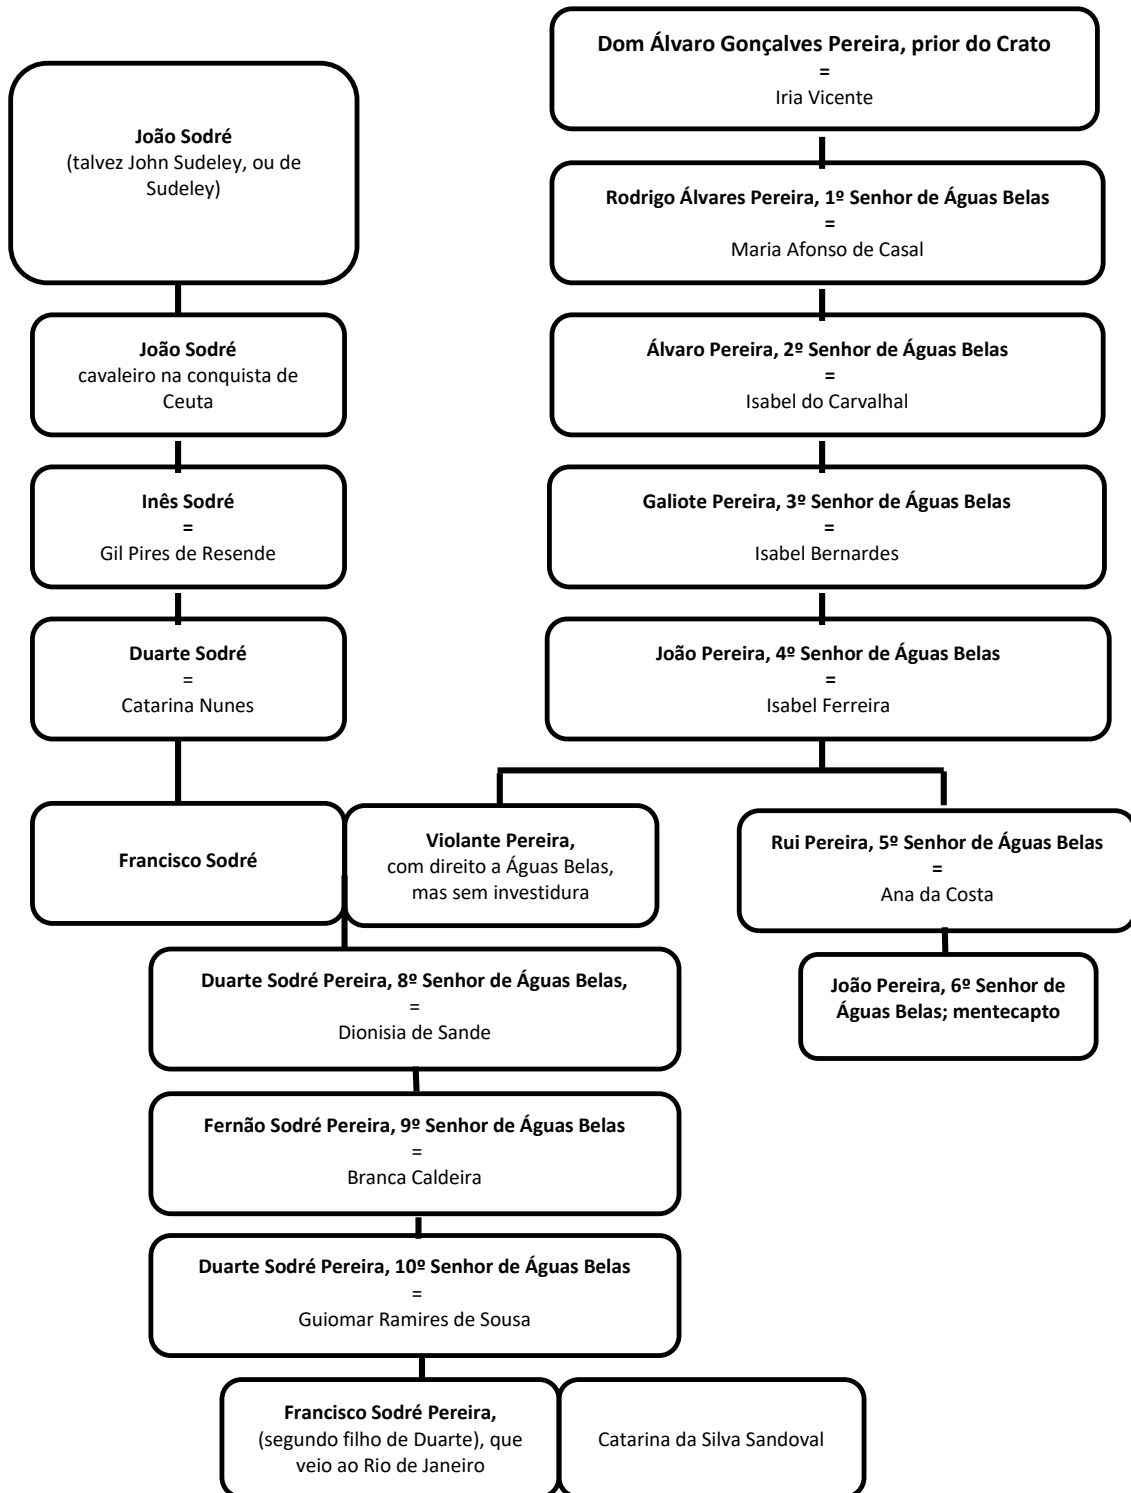 Dom Álvaro Gonçalves Pereira, prior do Crato
=
Iria Vicente
João Sodré
(talvez John Sudeley, ou de
Sudeley)
Rodrigo Álvares Pereira, 1º Senhor de Águas Belas
=
Maria Afonso de Casal
João Sodré
cavaleiro na conquista de
Ceuta
Álvaro Pereira, 2º Senhor de Águas Belas
=
Isabel do Carvalhal
Inês Sodré
=
Gil Pires de Resende
Galiote Pereira, 3º Senhor de Águas Belas
=
Isabel Bernardes
Duarte Sodré
=
Catarina Nunes
João Pereira, 4º Senhor de Águas Belas
=
Isabel Ferreira
Francisco Sodré
Violante Pereira,
com direito a Águas Belas,
mas sem investidura
Rui Pereira, 5º Senhor de Águas Belas
=
Ana da Costa
Duarte Sodré Pereira, 8º Senhor de Águas Belas,
=
Dionisia de Sande
João Pereira, 6º Senhor de
Águas Belas; mentecapto
Fernão Sodré Pereira, 9º Senhor de Águas Belas
=
Branca Caldeira
Duarte Sodré Pereira, 10º Senhor de Águas Belas
=
Guiomar Ramires de Sousa
Francisco Sodré Pereira,
(segundo filho de Duarte), que
veio ao Rio de Janeiro
Catarina da Silva Sandoval